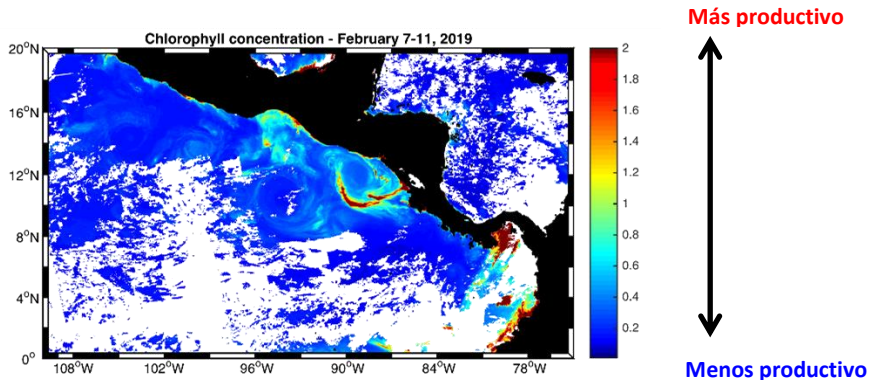 Más productivo
Chlorophyll concentration - February 7-11, 2019
20°N
16°N
12°N
8°N
4°N
0°
108°W 102°W 96°W 90°W 84°W 78°W
2
1.8
1.6
1.4
1.2
1
0.8
0.6
0.4
0.2
Menos productivo